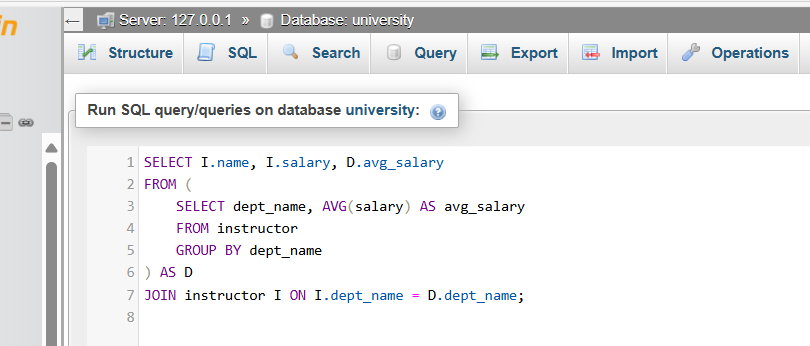 in
Server: 127.0.0.1 » Database: university
Structure SQL Search Query Export Import Operations
Run SQL query/queries on database university:
1 SELECT I.name, I.salary, D.avg_salary
2 FROM (
3 SELECT dept_name, AVG(salary) AS avg_salary
4 FROM instructor
5 GROUP BY dept_name
6 ) AS D
7 JOIN instructor I ON I.dept_name = D.dept_name;
8